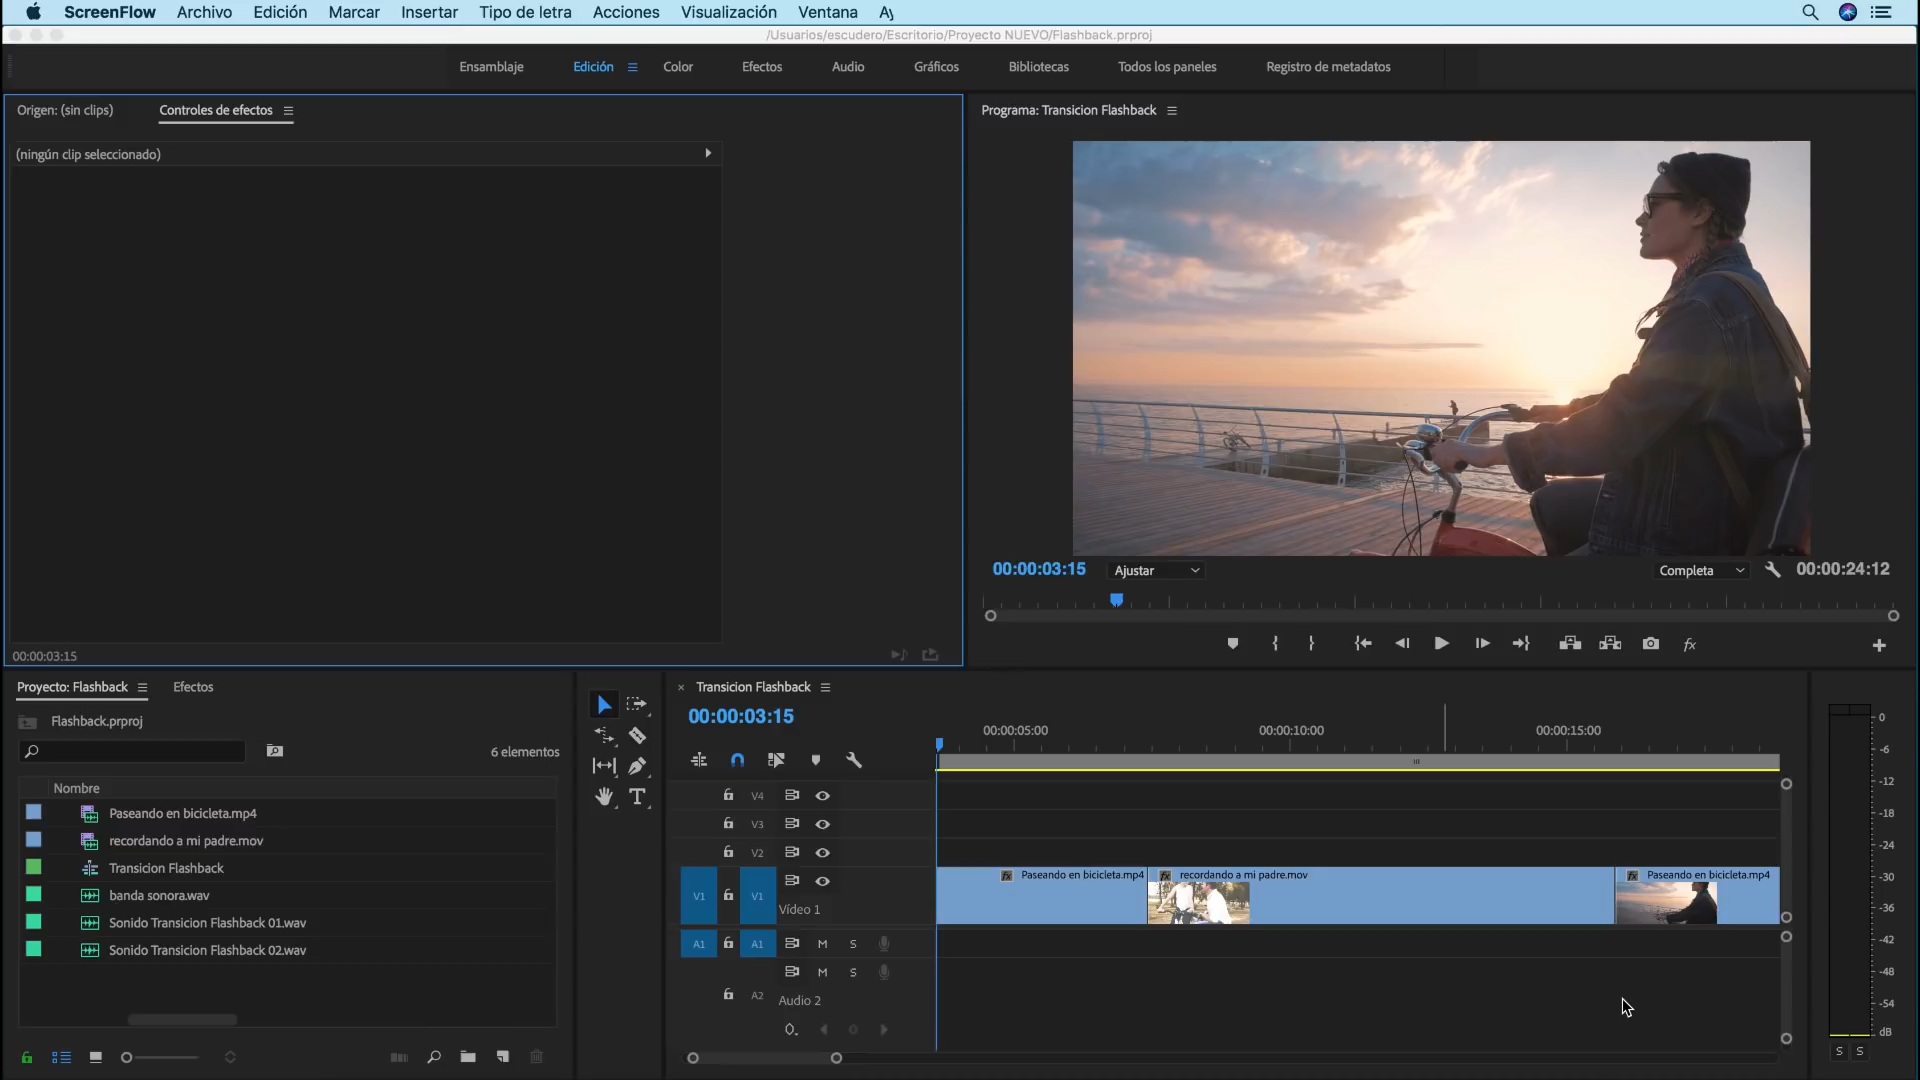 ScreenFlow Archivo Edición Marcar Insertar Tipo de letra Acciones Visualización Ventana Ay
/Usuarios/escudero/Escritorio/Proyecto NUEVO/Flashback.prproj
Ensamblaje Edición Color Efectos Audio Gráficos Bibliotecas Todos los paneles Registro de metadatos
Origen: (sin clips) Controles de efectos
(ningún clip seleccionado)
00:00:03:15
Programa: Transicion Flashback
00:00:03:15 Ajustar Completa 00:00:24:12
Proyecto: Flashback Efectos
Flashback.prproj
6 elementos
Nombre
Paseando en bicicleta.mp4
recordando a mi padre.mov
Transicion Flashback
banda sonora.wav
Sonido Transicion Flashback 01.wav
Sonido Transicion Flashback 02.wav
× Transicion Flashback
00:00:03:15
00:00:05:00 00:00:10:00 00:00:15:00
V4
V3
V2
V1 V1 Vídeo 1
fx Paseando en bicicleta.mp4 fx recordando a mi padre.mov fx Paseando en bicicleta.mp4
A1 A1 M S
M S
A2 Audio 2
0
-6
-12
-18
-24
-30
-36
-42
-48
-54
dB
S S